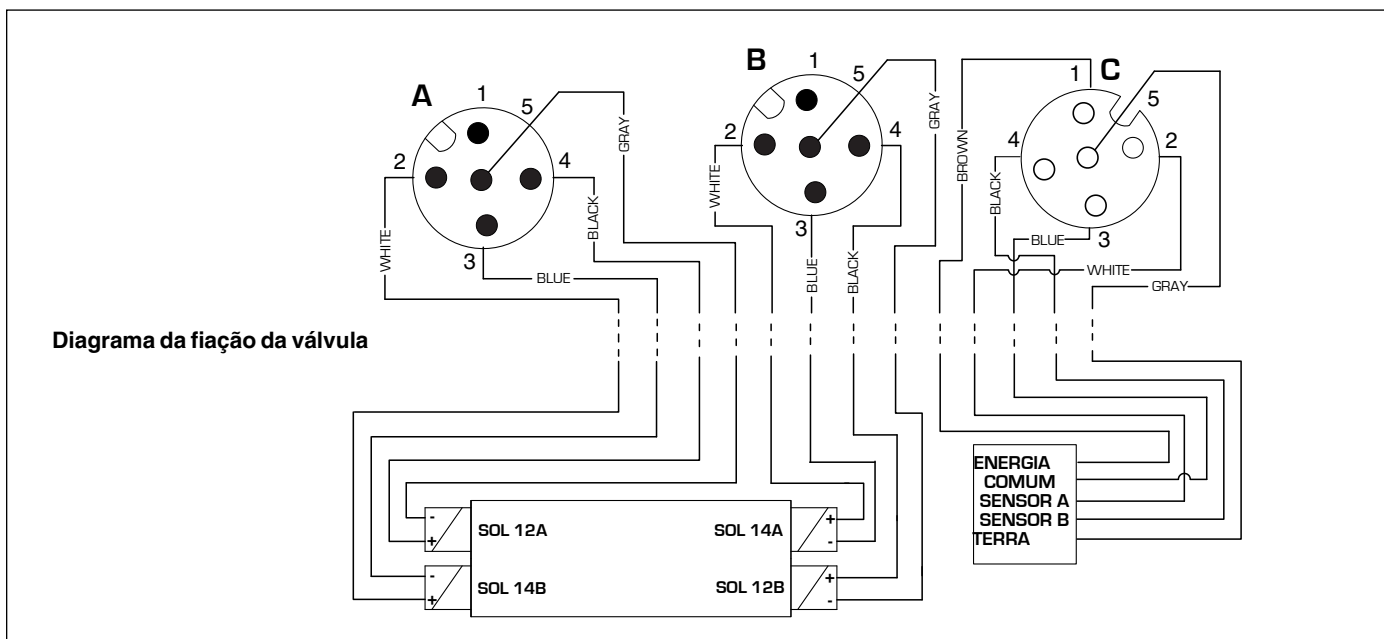 A
1
5
2
4
3
WHITE
BLUE
BLACK
GRAY
B
1
5
2
4
3
WHITE
BLUE
BLACK
GRAY
C
1
5
4
2
3
BROWN
BLACK
BLUE
WHITE
GRAY
Diagrama da fiação da válvula
- SOL 12A
+
- SOL 14B
+
SOL 14A +
-
SOL 12B +
-
ENERGIA
COMUM
SENSOR A
SENSOR B
TERRA